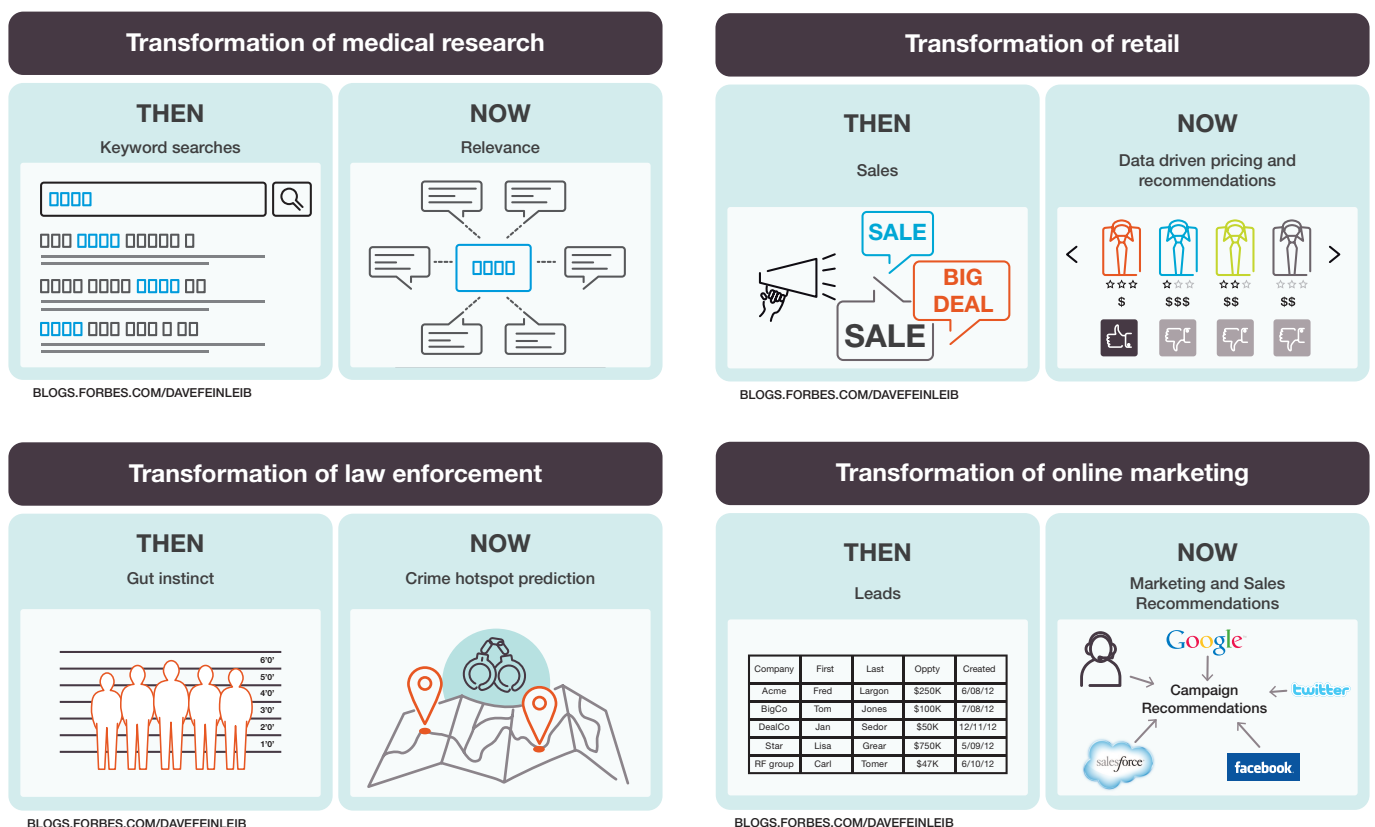 Transformation of medical research
THEN
Keyword searches
NOW
Relevance
BLOGS.FORBES.COM/DAVEFEINLEIB
Transformation of retail
THEN
Sales
SALE
BIG
DEAL
SALE
NOW
Data driven pricing and
recommendations
$ $$$ $$ $$
BLOGS.FORBES.COM/DAVEFEINLEIB
Transformation of law enforcement
THEN
Gut instinct
6'0'
5'0'
4'0'
3'0'
2'0'
1'0'
NOW
Crime hotspot prediction
BLOGS.FORBES.COM/DAVEFEINLEIB
Transformation of online marketing
THEN
Leads
Company First Last Oppty Created
Acme Fred Largon $250K 6/08/12
BigCo Tom Jones $100K 7/08/12
DealCo Jan Sedor $50K 12/11/12
Star Lisa Grear $750K 5/09/12
RF group Carl Tomer $47K 6/10/12
NOW
Marketing and Sales
Recommendations
Google
Campaign
Recommendations
twitter
salesforce
facebook
BLOGS.FORBES.COM/DAVEFEINLEIB